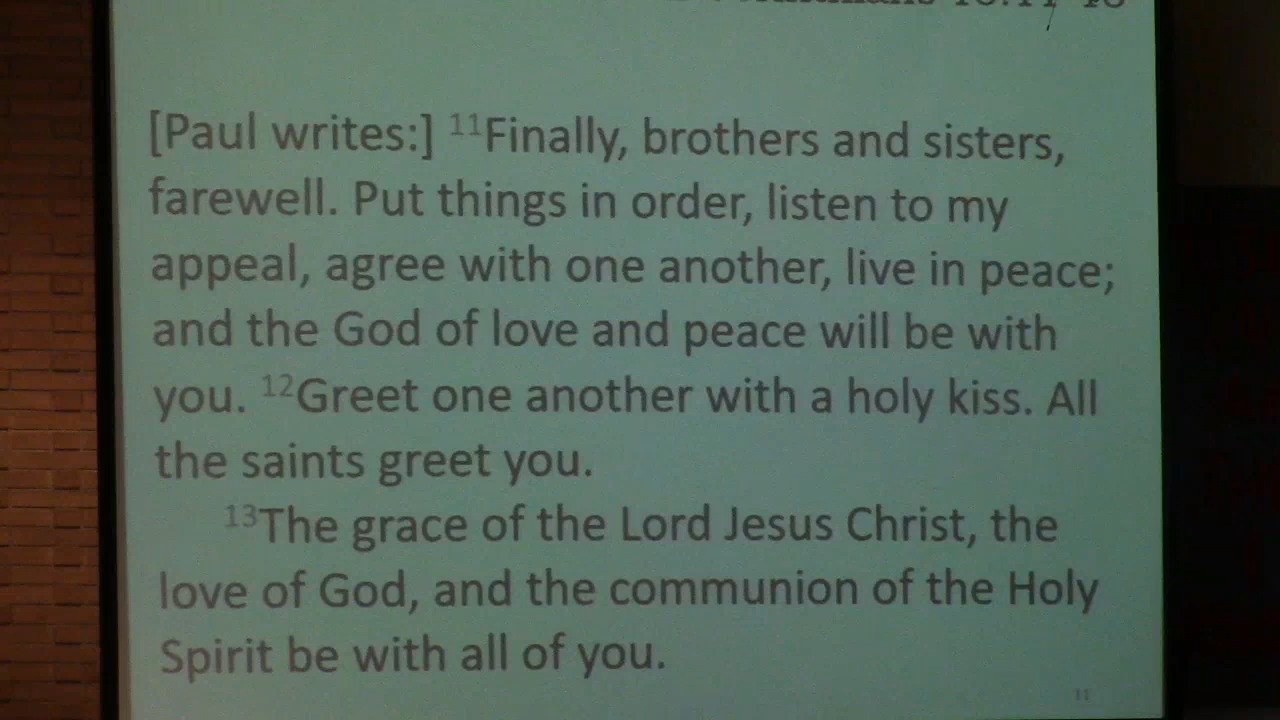 [Paul writes:] ¹¹Finally, brothers and sisters,
farewell. Put things in order, listen to my
appeal, agree with one another, live in peace;
and the God of love and peace will be with
you. ¹²Greet one another with a holy kiss. All
the saints greet you.
¹³The grace of the Lord Jesus Christ, the
love of God, and the communion of the Holy
Spirit be with all of you.
11